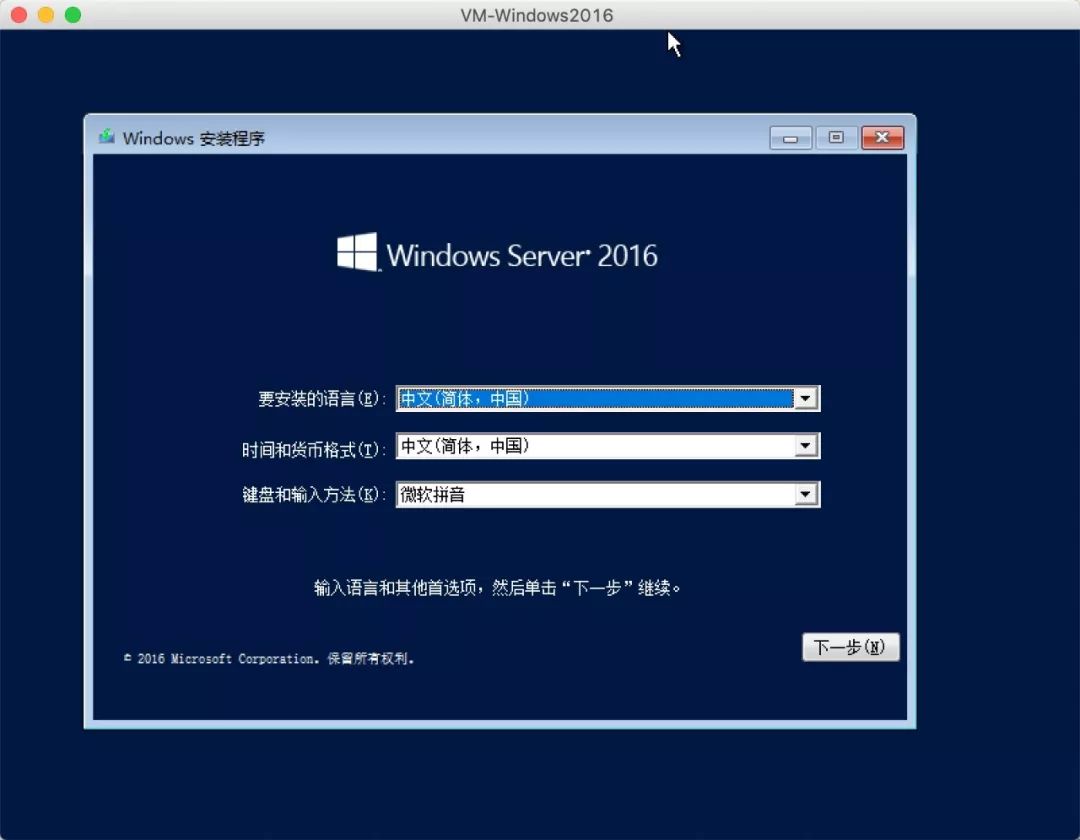 VM-Windows2016
Windows 安装程序
Windows Server 2016
要安装的语言(E): 中文(简体，中国)
时间和货币格式(T): 中文(简体，中国)
键盘和输入方法(K): 微软拼音
输入语言和其他首选项，然后单击“下一步”继续。
© 2016 Microsoft Corporation. 保留所有权利.
下一步(N)